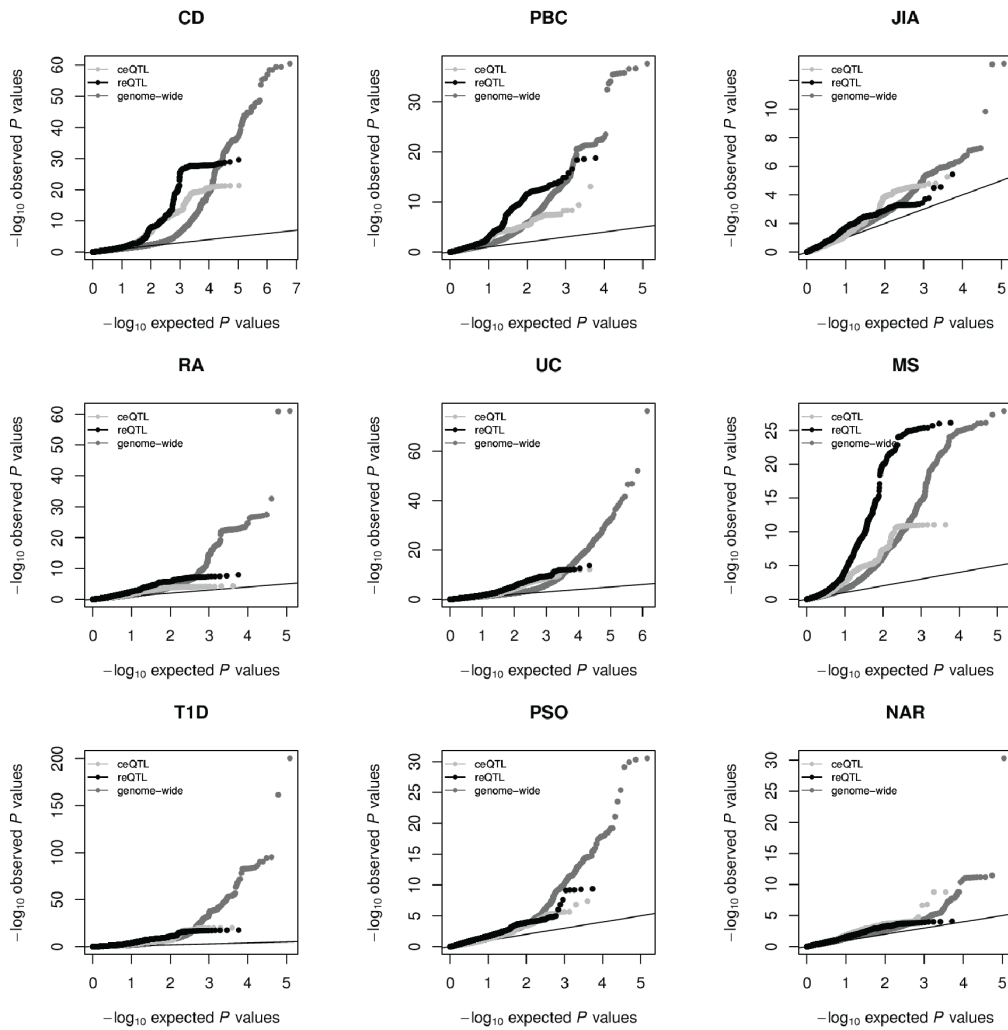 CD
ceQTL
reQTL
genome−wide
0 10 20 30 40 50 60
−log10 observed P values
0 1 2 3 4 5 6 7
−log10 expected P values
PBC
ceQTL
reQTL
genome−wide
0 10 20 30
−log10 observed P values
0 1 2 3 4 5
−log10 expected P values
JIA
ceQTL
reQTL
genome−wide
0 2 4 6 8 10
−log10 observed P values
0 1 2 3 4 5
−log10 expected P values
RA
ceQTL
reQTL
genome−wide
0 10 20 30 40 50 60
−log10 observed P values
0 1 2 3 4 5
−log10 expected P values
UC
ceQTL
reQTL
genome−wide
0 20 40 60
−log10 observed P values
0 1 2 3 4 5 6
−log10 expected P values
MS
ceQTL
reQTL
genome−wide
0 5 10 15 20 25
−log10 observed P values
0 1 2 3 4 5
−log10 expected P values
T1D
ceQTL
reQTL
genome−wide
0 50 100 150 200
−log10 observed P values
0 1 2 3 4 5
−log10 expected P values
PSO
ceQTL
reQTL
genome−wide
0 5 10 15 20 25 30
−log10 observed P values
0 1 2 3 4 5
−log10 expected P values
NAR
ceQTL
reQTL
genome−wide
0 5 10 15 20 25 30
−log10 observed P values
0 1 2 3 4 5
−log10 expected P values